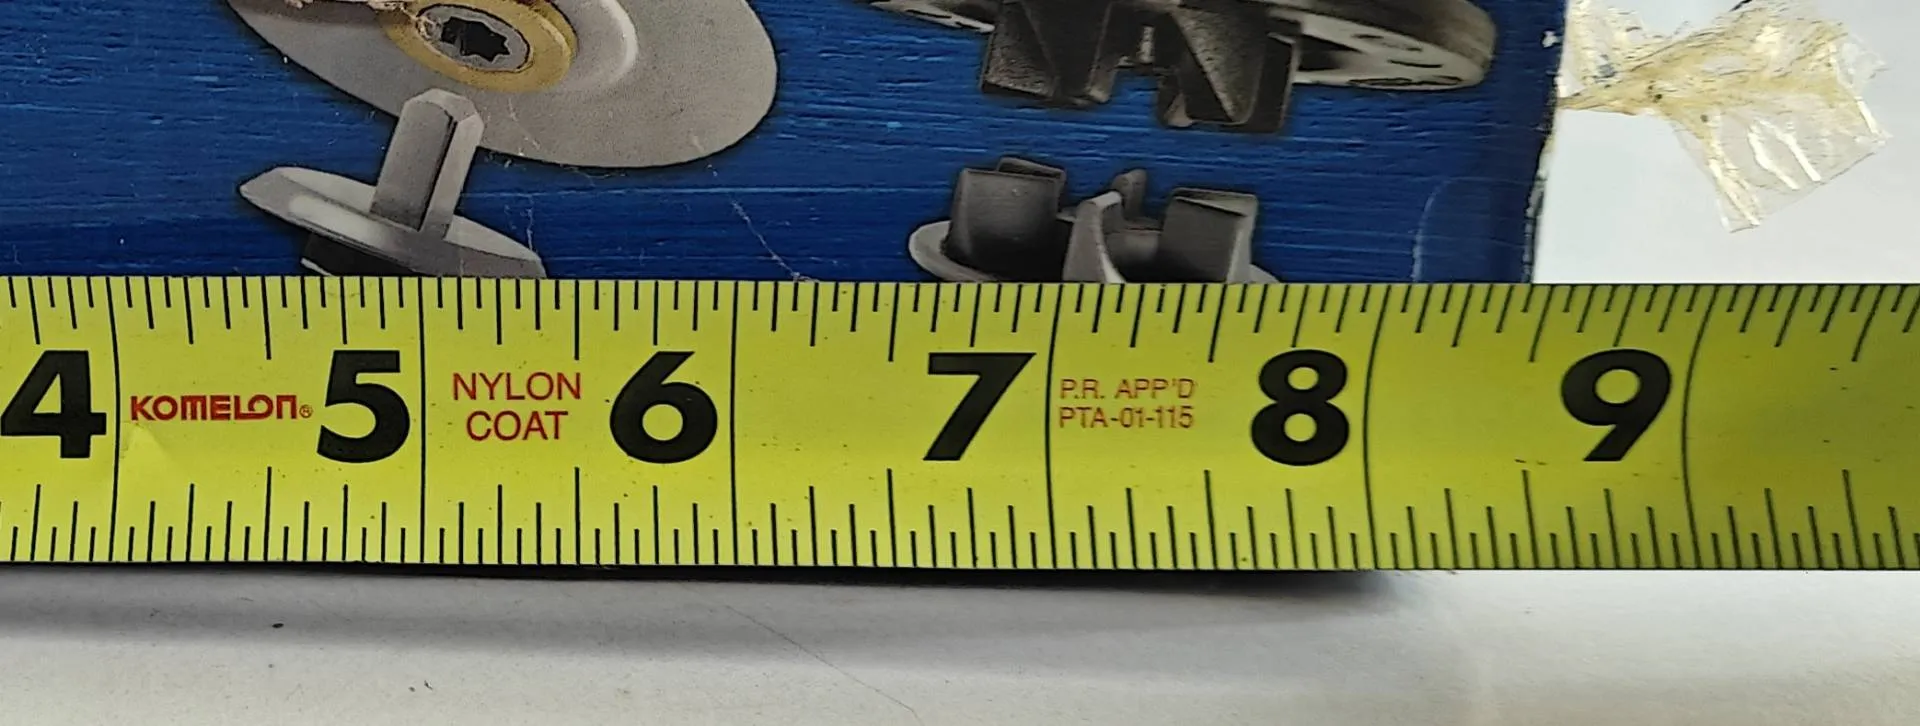 4 KOMELON® 5 NYLON COAT 6 7 P.R. APP'D PTA-01-115 8 9